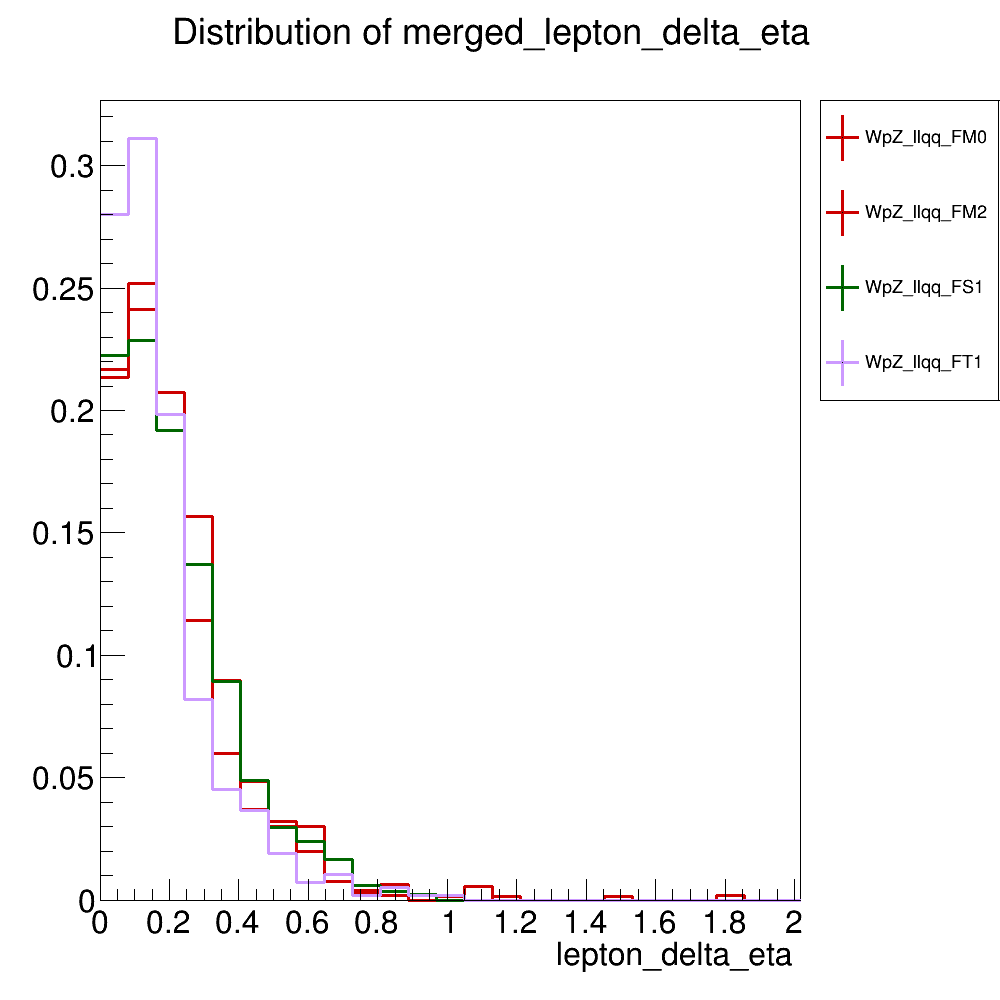 Distribution of merged_lepton_delta_eta
0.3
0.25
0.2
0.15
0.1
0.05
0
0 0.2 0.4 0.6 0.8 1 1.2 1.4 1.6 1.8 2
lepton_delta_eta
WpZ_llqq_FM0
WpZ_llqq_FM2
WpZ_llqq_FS1
WpZ_llqq_FT1